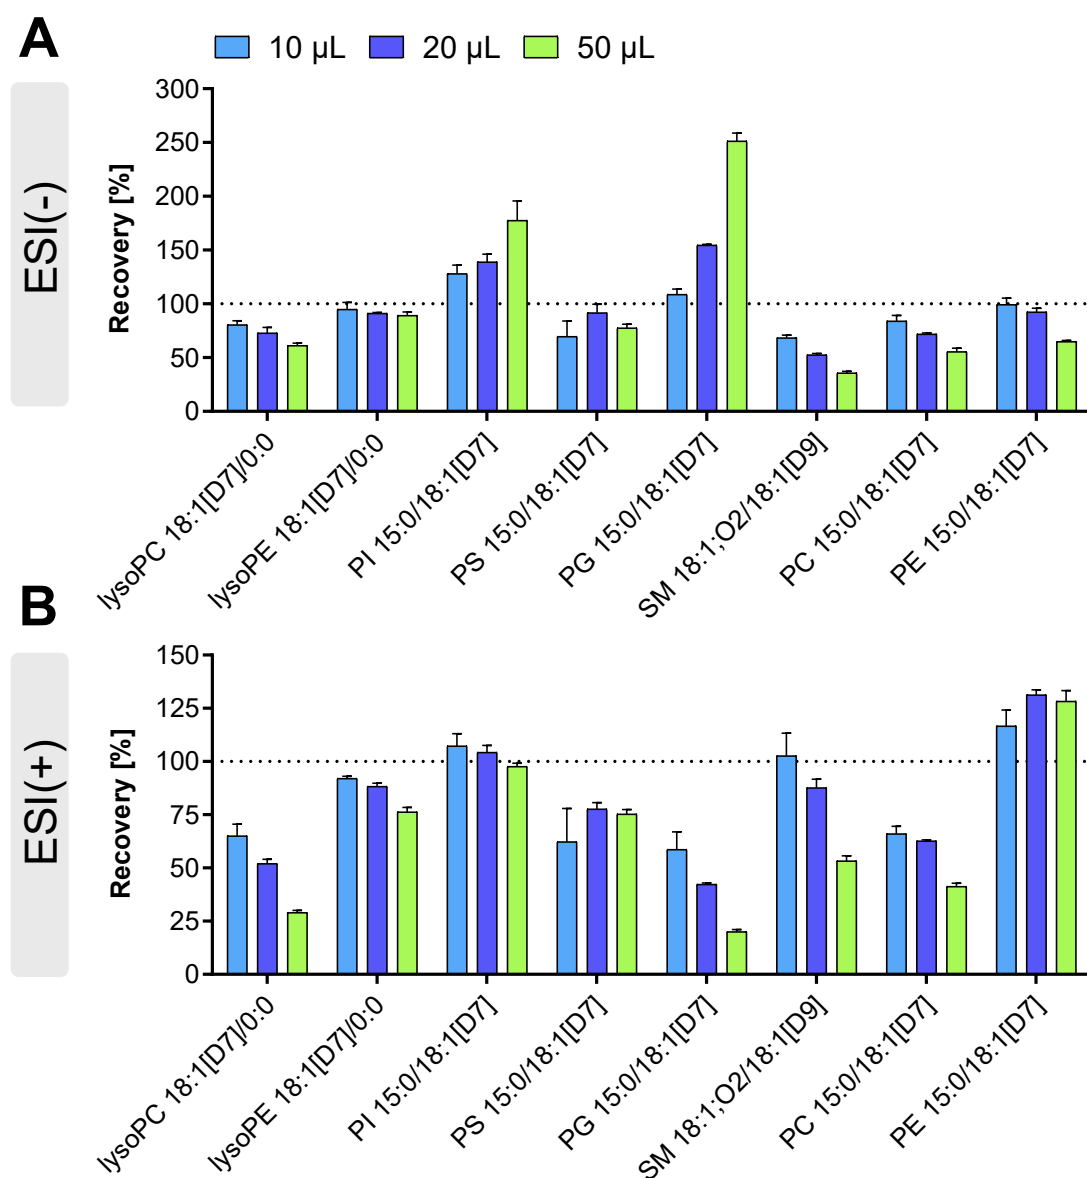 A
10 µL 20 µL 50 µL
ESI(-)
Recovery [%]
300
250
200
150
100
50
0
lysoPC 18:1[D7]/0:0
lysoPE 18:1[D7]/0:0
PI 15:0/18:1[D7]
PS 15:0/18:1[D7]
PG 15:0/18:1[D7]
SM 18:1;O2/18:1[D9]
PC 15:0/18:1[D7]
PE 15:0/18:1[D7]
B
ESI(+)
Recovery [%]
150
125
100
75
50
25
0
lysoPC 18:1[D7]/0:0
lysoPE 18:1[D7]/0:0
PI 15:0/18:1[D7]
PS 15:0/18:1[D7]
PG 15:0/18:1[D7]
SM 18:1;O2/18:1[D9]
PC 15:0/18:1[D7]
PE 15:0/18:1[D7]